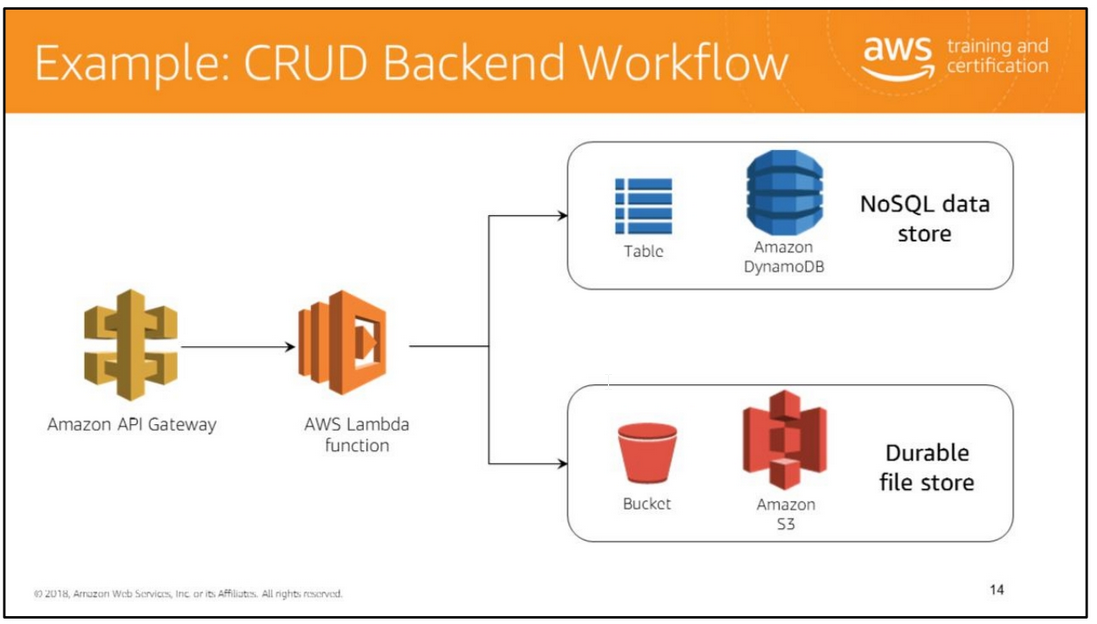 Example: CRUD Backend Workflow
aws training and
certification
Table
Amazon
DynamoDB
NoSQL data
store
Amazon API Gateway
AWS Lambda
function
Bucket
Amazon
S3
Durable
file store
© 2018, Amazon Web Services, Inc. or its Affiliates. All rights reserved.
14